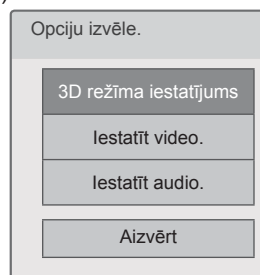 Opciju izvēle.
3D režīma iestatījums
Iestatīt video.
Iestatīt audio.
Aizvērt